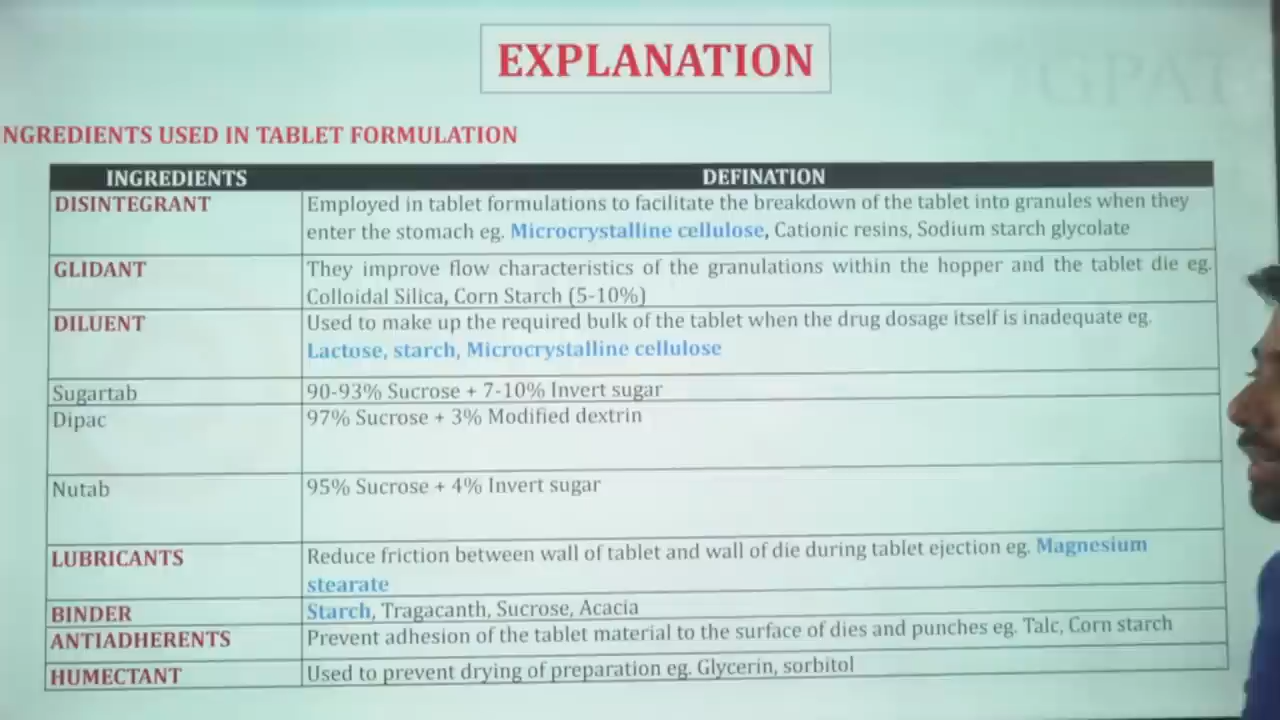 EXPLANATION
GPAT
NGREDIENTS USED IN TABLET FORMULATION
INGREDIENTS DEFINATION
DISINTEGRANT Employed in tablet formulations to facilitate the breakdown of the tablet into granules when they
enter the stomach eg. Microcrystalline cellulose, Cationic resins, Sodium starch glycolate
GLIDANT They improve flow characteristics of the granulations within the hopper and the tablet die eg.
Colloidal Silica, Corn Starch (5-10%)
DILUENT Used to make up the required bulk of the tablet when the drug dosage itself is inadequate eg.
Lactose, starch, Microcrystalline cellulose
Sugartab 90-93% Sucrose + 7-10% Invert sugar
Dipac 97% Sucrose + 3% Modified dextrin
Nutab 95% Sucrose + 4% Invert sugar
LUBRICANTS Reduce friction between wall of tablet and wall of die during tablet ejection eg. Magnesium
stearate
BINDER Starch, Tragacanth, Sucrose, Acacia
ANTIADHERENTS Prevent adhesion of the tablet material to the surface of dies and punches eg. Talc, Corn starch
HUMECTANT Used to prevent drying of preparation eg. Glycerin, sorbitol